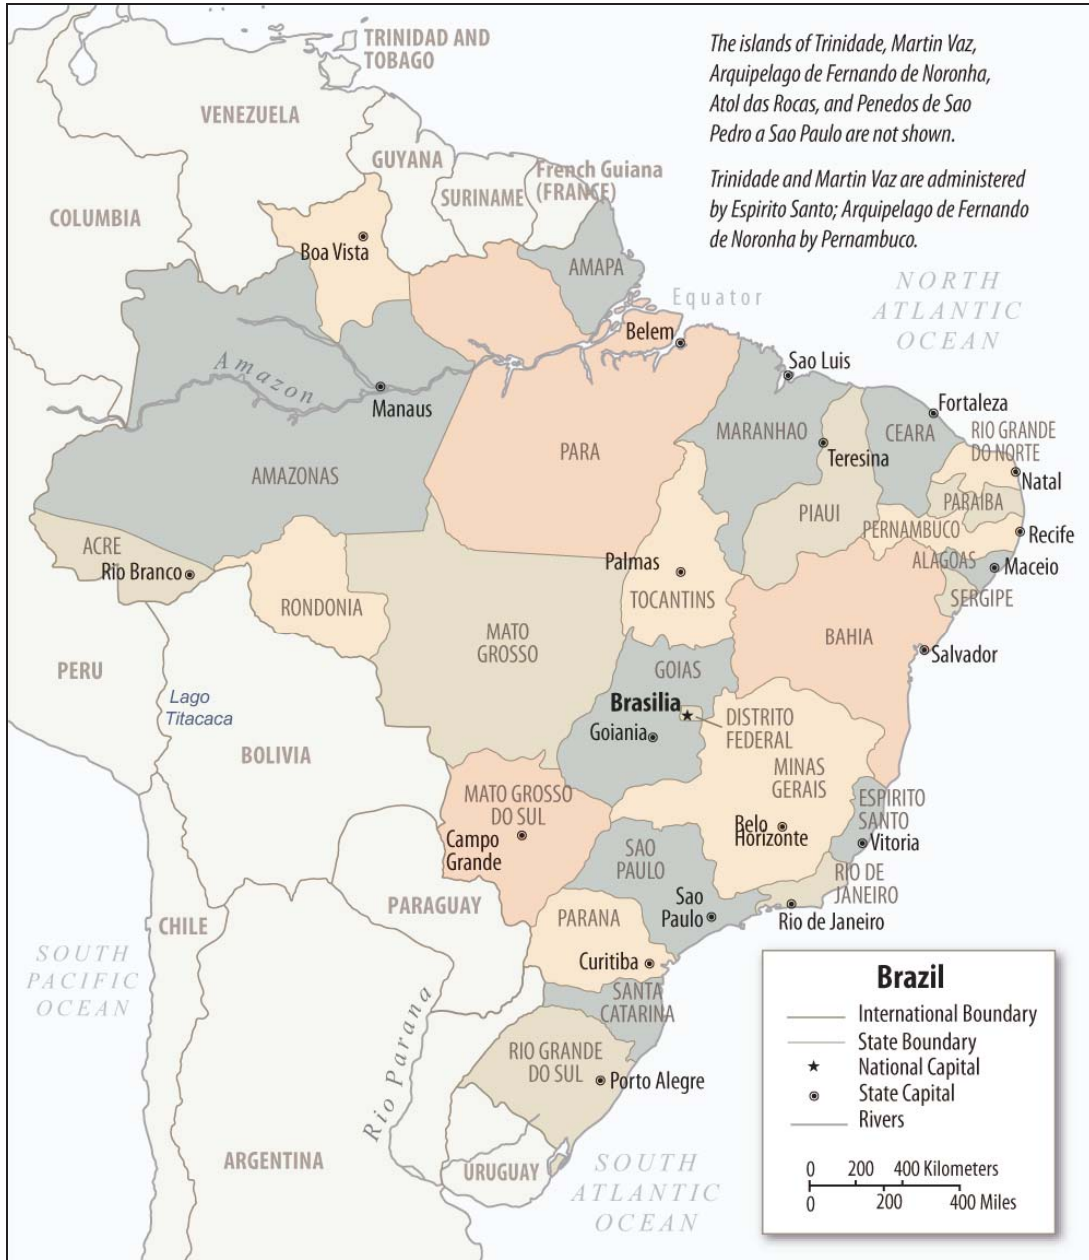 TRINIDAD AND
TOBAGO
The islands of Trinidade, Martin Vaz,
Arquipelago de Fernando de Noronha,
Atol das Rocas, and Penedos de Sao
Pedro a Sao Paulo are not shown.
Trinidade and Martin Vaz are administered
by Espirito Santo; Arquipelago de Fernando
de Noronha by Pernambuco.
VENEZUELA
GUYANA
SURINAME
French Guiana
(FRANCE)
COLUMBIA
Boa Vista
AMAPA
Equator
NORTH
ATLANTIC
OCEAN
Belem
Sao Luis
Amazon
Manaus
Fortaleza
MARANHAO
CEARA
RIO GRANDE
DO NORTE
Teresina
Natal
PARA
AMAZONAS
PIAUI
PARAIBA
PERNAMBUCO
Recife
ACRE
Rio Branco
Palmas
ALAGOAS
Maceio
RONDONIA
TOCANTINS
SERGIPE
MATO
GROSSO
BAHIA
Salvador
PERU
GOIAS
Lago
Titacaca
Brasilia
DISTRITO
FEDERAL
Goiania
BOLIVIA
MINAS
GERAIS
MATO GROSSO
DO SUL
ESPIRITO
SANTO
Campo
Grande
Belo
Horizonte
Vitoria
SAO
PAULO
RIO DE
JANEIRO
Sao
Paulo
Rio de Janeiro
PARAGUAY
PARANA
CHILE
Curitiba
SOUTH
PACIFIC
OCEAN
SANTA
CATARINA
Rio Parana
RIO GRANDE
DO SUL
Porto Alegre
ARGENTINA
URUGUAY
SOUTH
ATLANTIC
OCEAN
Brazil
International Boundary
State Boundary
National Capital
State Capital
Rivers
0 200 400 Kilometers
0 200 400 Miles